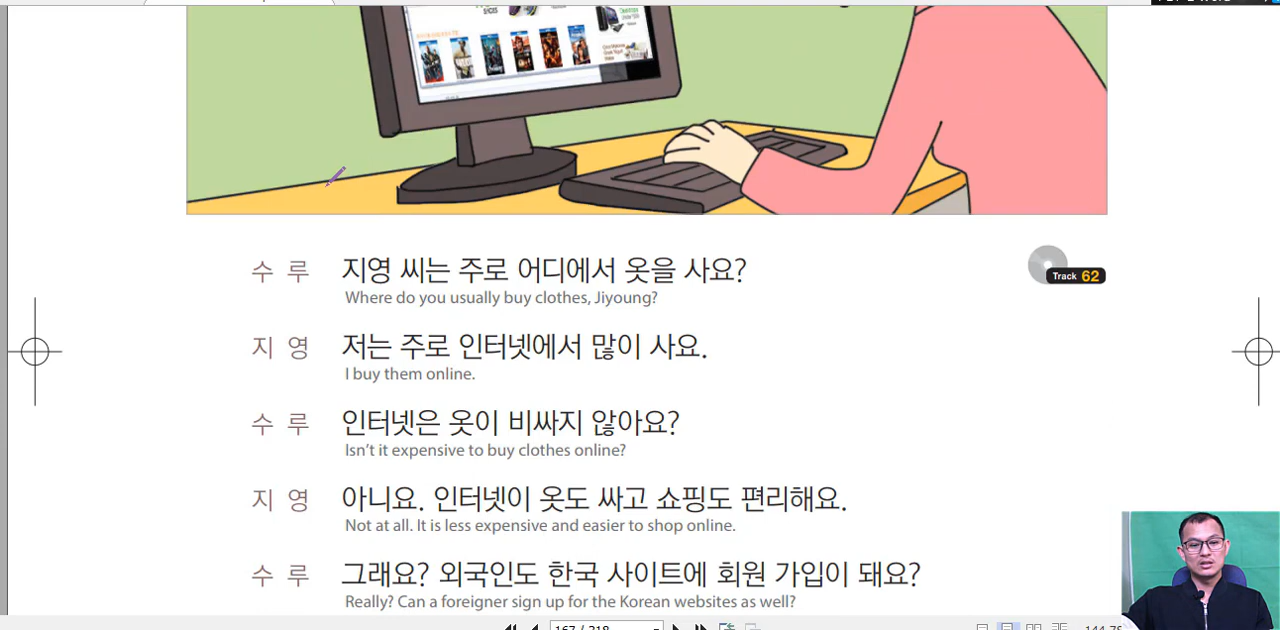 수 루 지영 씨는 주로 어디에서 옷을 사요?
Where do you usually buy clothes, Jiyoung?
Track 62
지 영 저는 주로 인터넷에서 많이 사요.
I buy them online.
수 루 인터넷은 옷이 비싸지 않아요?
Isn't it expensive to buy clothes online?
지 영 아니요. 인터넷이 옷도 싸고 쇼핑도 편리해요.
Not at all. It is less expensive and easier to shop online.
수 루 그래요? 외국인도 한국 사이트에 회원 가입이 돼요?
Really? Can a foreigner sign up for the Korean websites as well?